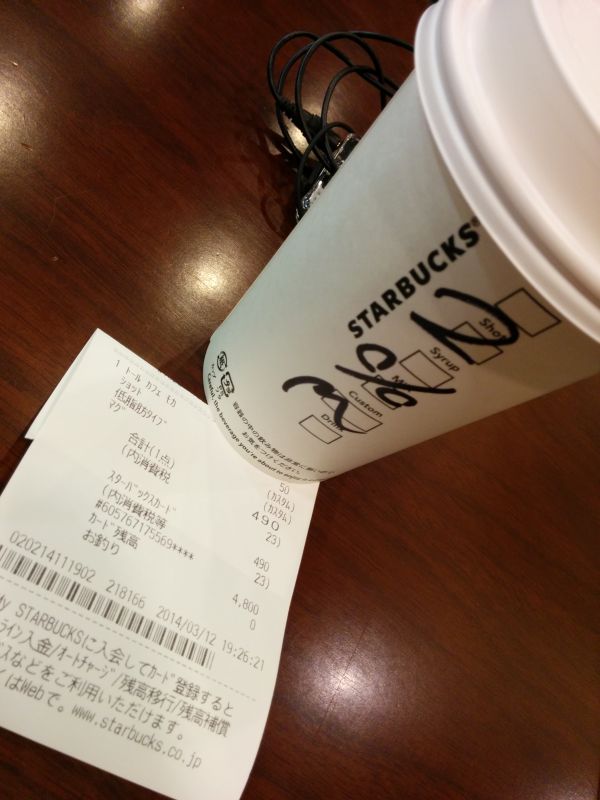 STARBUCKS
Shots
Syrup
Custom
Drink
1 トール カフェ モカ
ショット
50
低脂肪タイプ
(カスタム)
マグ
(カスタム)
合計(1点)
490
(内消費税
23)
スターバックスカード
490
(内消費税等
23)
#605767175569****
カード残高
4,800
お釣り
0
020214111902 218166 2014/03/12 19:26:21
My STARBUCKSに入会してカード登録すると
ライン入金/オートチャージ/残高移行/残高補償
ビスなどをご利用いただけます。
はWebで。www.starbucks.co.jp